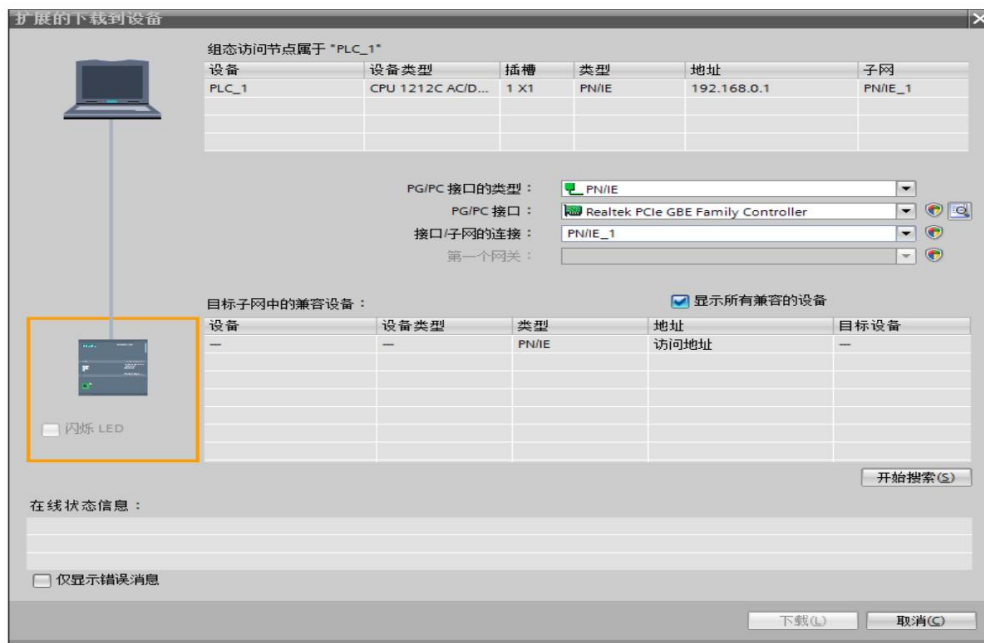 扩展的下载到设备
组态访问节点属于 "PLC_1"
设备 设备类型 插槽 类型 地址 子网
PLC_1 CPU 1212C AC/D... 1 X1 PN/IE 192.168.0.1 PN/IE_1
PG/PC 接口的类型： PN/IE
PG/PC 接口： Realtek PCIe GBE Family Controller
接口/子网的连接： PN/IE_1
第一个网关：
目标子网中的兼容设备： 显示所有兼容的设备
设备 设备类型 类型 地址 目标设备
— — PN/IE 访问地址 —
闪烁 LED
开始搜索(S)
在线状态信息：
仅显示错误消息
下载(L) 取消(C)